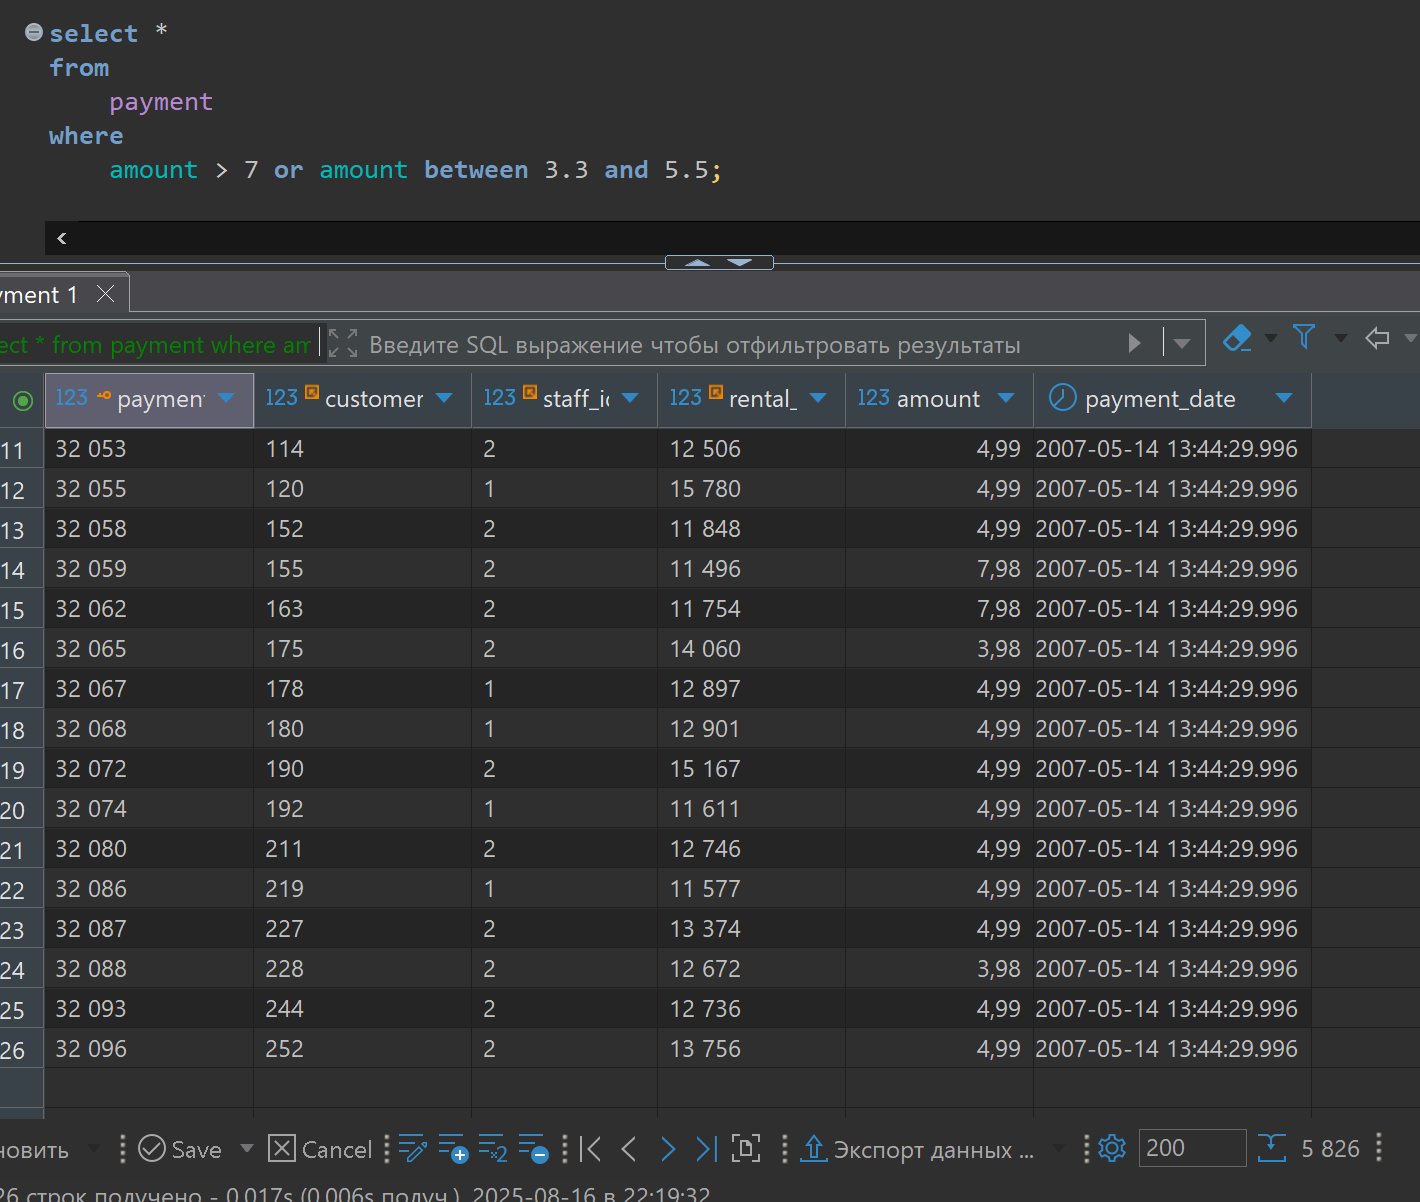 select *
from
payment
where
amount > 7 or amount between 3.3 and 5.5;
yment 1
ect * from payment where am Введите SQL выражение чтобы отфильтровать результаты
123 paymen 123 customer 123 staff_i 123 rental_ 123 amount payment_date
11 32 053 114 2 12 506 4,99 2007-05-14 13:44:29.996
12 32 055 120 1 15 780 4,99 2007-05-14 13:44:29.996
13 32 058 152 2 11 848 4,99 2007-05-14 13:44:29.996
14 32 059 155 2 11 496 7,98 2007-05-14 13:44:29.996
15 32 062 163 2 11 754 7,98 2007-05-14 13:44:29.996
16 32 065 175 2 14 060 3,98 2007-05-14 13:44:29.996
17 32 067 178 1 12 897 4,99 2007-05-14 13:44:29.996
18 32 068 180 1 12 901 4,99 2007-05-14 13:44:29.996
19 32 072 190 2 15 167 4,99 2007-05-14 13:44:29.996
20 32 074 192 1 11 611 4,99 2007-05-14 13:44:29.996
21 32 080 211 2 12 746 4,99 2007-05-14 13:44:29.996
22 32 086 219 1 11 577 4,99 2007-05-14 13:44:29.996
23 32 087 227 2 13 374 4,99 2007-05-14 13:44:29.996
24 32 088 228 2 12 672 3,98 2007-05-14 13:44:29.996
25 32 093 244 2 12 736 4,99 2007-05-14 13:44:29.996
26 32 096 252 2 13 756 4,99 2007-05-14 13:44:29.996
новить Save Cancel Экспорт данных ... 200 5 826
26 строк получено - 0.017s (0.006s получ.), 2025-08-16 в 22:19:32